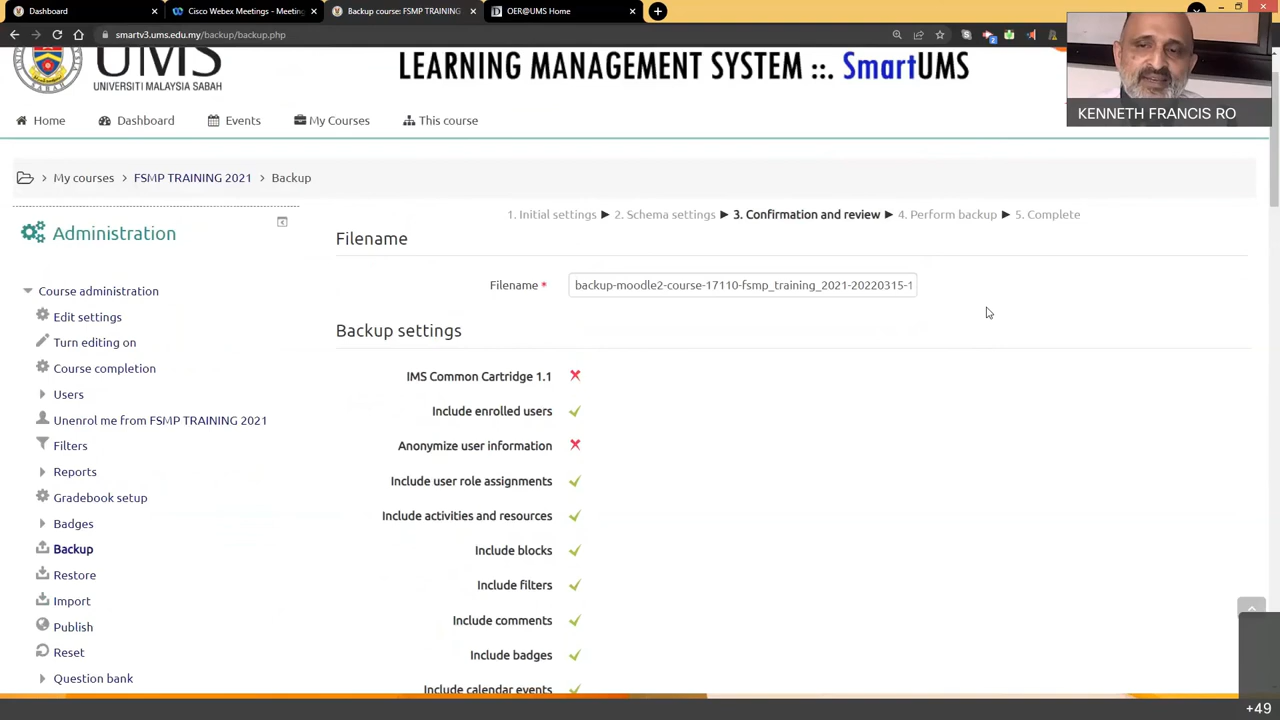 Dashboard
Cisco Webex Meetings - Meeting
Backup course: FSMP TRAINING
OER@UMS Home
smartv3.ums.edu.my/backup/backup.php
UMS
UNIVERSITI MALAYSIA SABAH
LEARNING MANAGEMENT SYSTEM ::. SmartUMS
KENNETH FRANCIS RO
Home
Dashboard
Events
My Courses
This course
My courses
FSMP TRAINING 2021
Backup
Administration
Course administration
Edit settings
Turn editing on
Course completion
Users
Unenrol me from FSMP TRAINING 2021
Filters
Reports
Gradebook setup
Badges
Backup
Restore
Import
Publish
Reset
Question bank
1. Initial settings ► 2. Schema settings ► 3. Confirmation and review ► 4. Perform backup ► 5. Complete
Filename
Filename *
backup-moodle2-course-17110-fsmp_training_2021-20220315-1
Backup settings
IMS Common Cartridge 1.1
Include enrolled users
Anonymize user information
Include user role assignments
Include activities and resources
Include blocks
Include filters
Include comments
Include badges
Include calendar events
+49